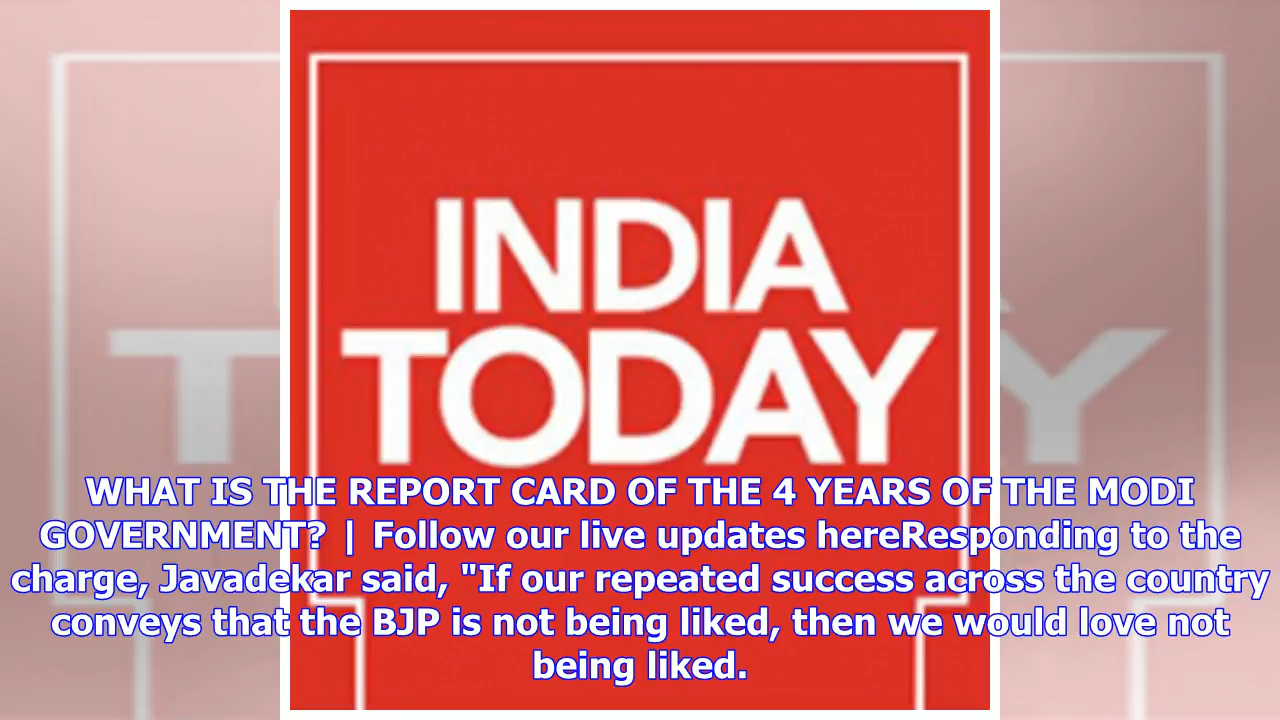 INDIA
TODAY
WHAT IS THE REPORT CARD OF THE 4 YEARS OF THE MODI
GOVERNMENT? | Follow our live updates hereResponding to the
charge, Javadekar said, "If our repeated success across the country
conveys that the BJP is not being liked, then we would love not
being liked.